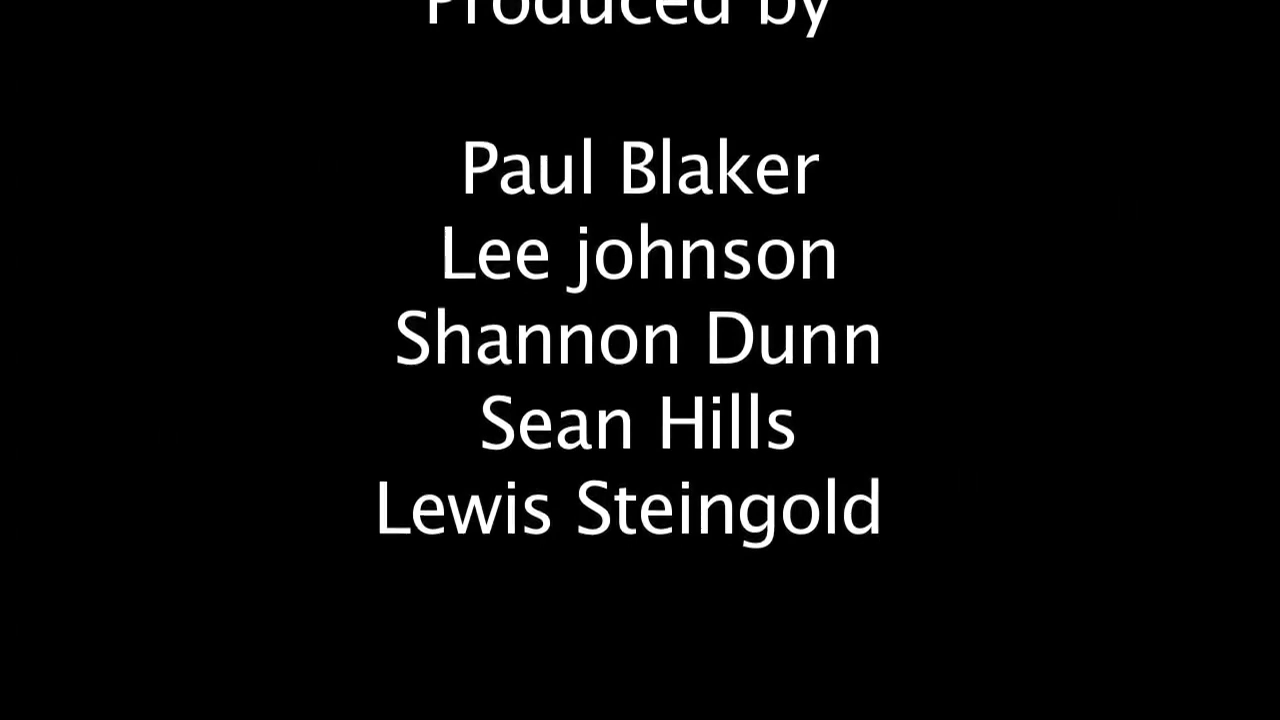 Produced by
Paul Blaker
Lee johnson
Shannon Dunn
Sean Hills
Lewis Steingold